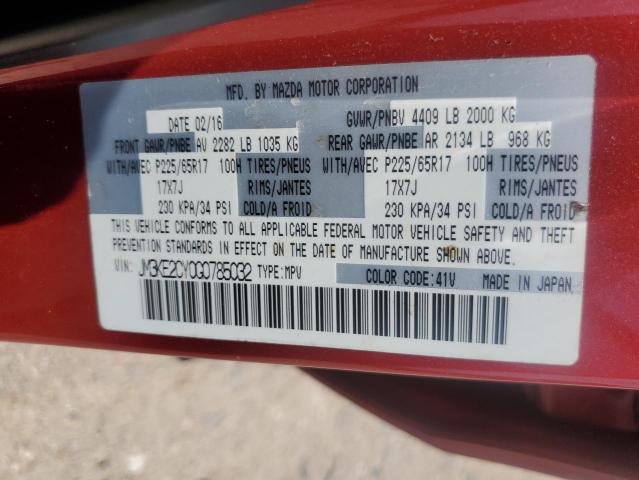 MFD. BY MAZDA MOTOR CORPORATION
DATE 02/16 GVWR/PNBV 4409 LB 2000 KG
FRONT GAWR/PNBE AV 2282 LB 1035 KG REAR GAWR/PNBE AR 2134 LB 968 KG
WITH/AVEC P225/65R17 100H TIRES/PNEUS WITH/AVEC P225/65R17 100H TIRES/PNEUS
17X7J RIMS/JANTES 17X7J RIMS/JANTES
230 KPA/34 PSI COLD/A FROID 230 KPA/34 PSI COLD/A FROID
THIS VEHICLE CONFORMS TO ALL APPLICABLE FEDERAL MOTOR VEHICLE SAFETY AND THEFT
PREVENTION STANDARDS IN EFFECT ON THE DATE OF MANUFACTURE SHOWN ABOVE.
VIN: JM3KE2CY0G0785032 TYPE:MPV COLOR CODE:41V MADE IN JAPAN